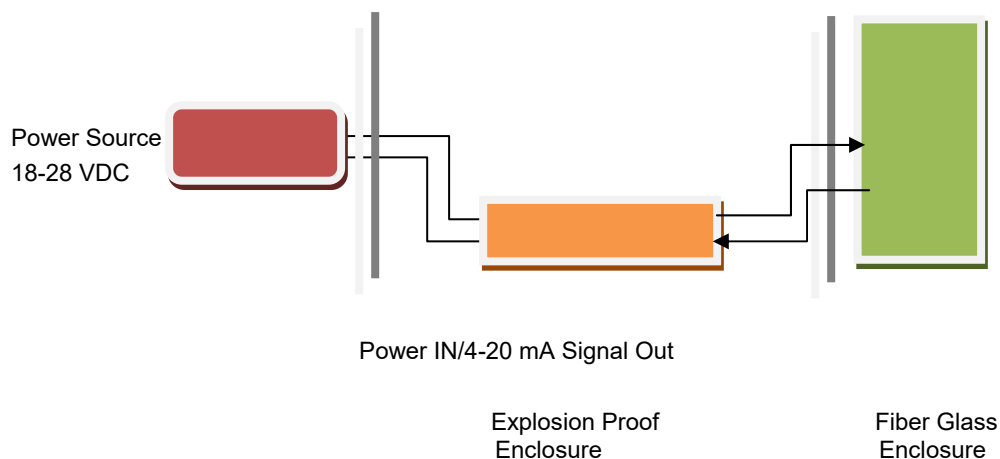 Power Source
18-28 VDC
Power IN/4-20 mA Signal Out
Explosion Proof
Enclosure
Fiber Glass
Enclosure